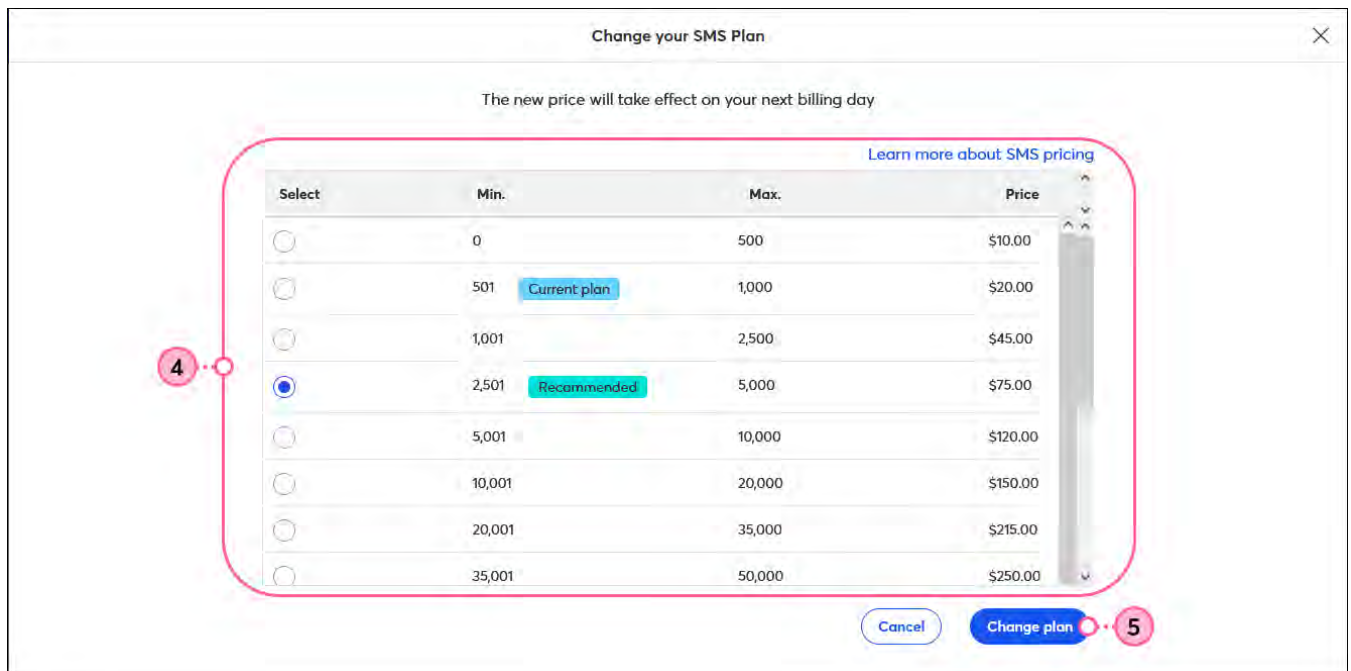 Change your SMS Plan
The new price will take effect on your next billing day
Learn more about SMS pricing
Select Min. Max. Price
0 500 $10.00
501 Current plan 1,000 $20.00
1,001 2,500 $45.00
4
2,501 Recommended 5,000 $75.00
5,001 10,000 $120.00
10,001 20,000 $150.00
20,001 35,000 $215.00
35,001 50,000 $250.00
Cancel Change plan 5